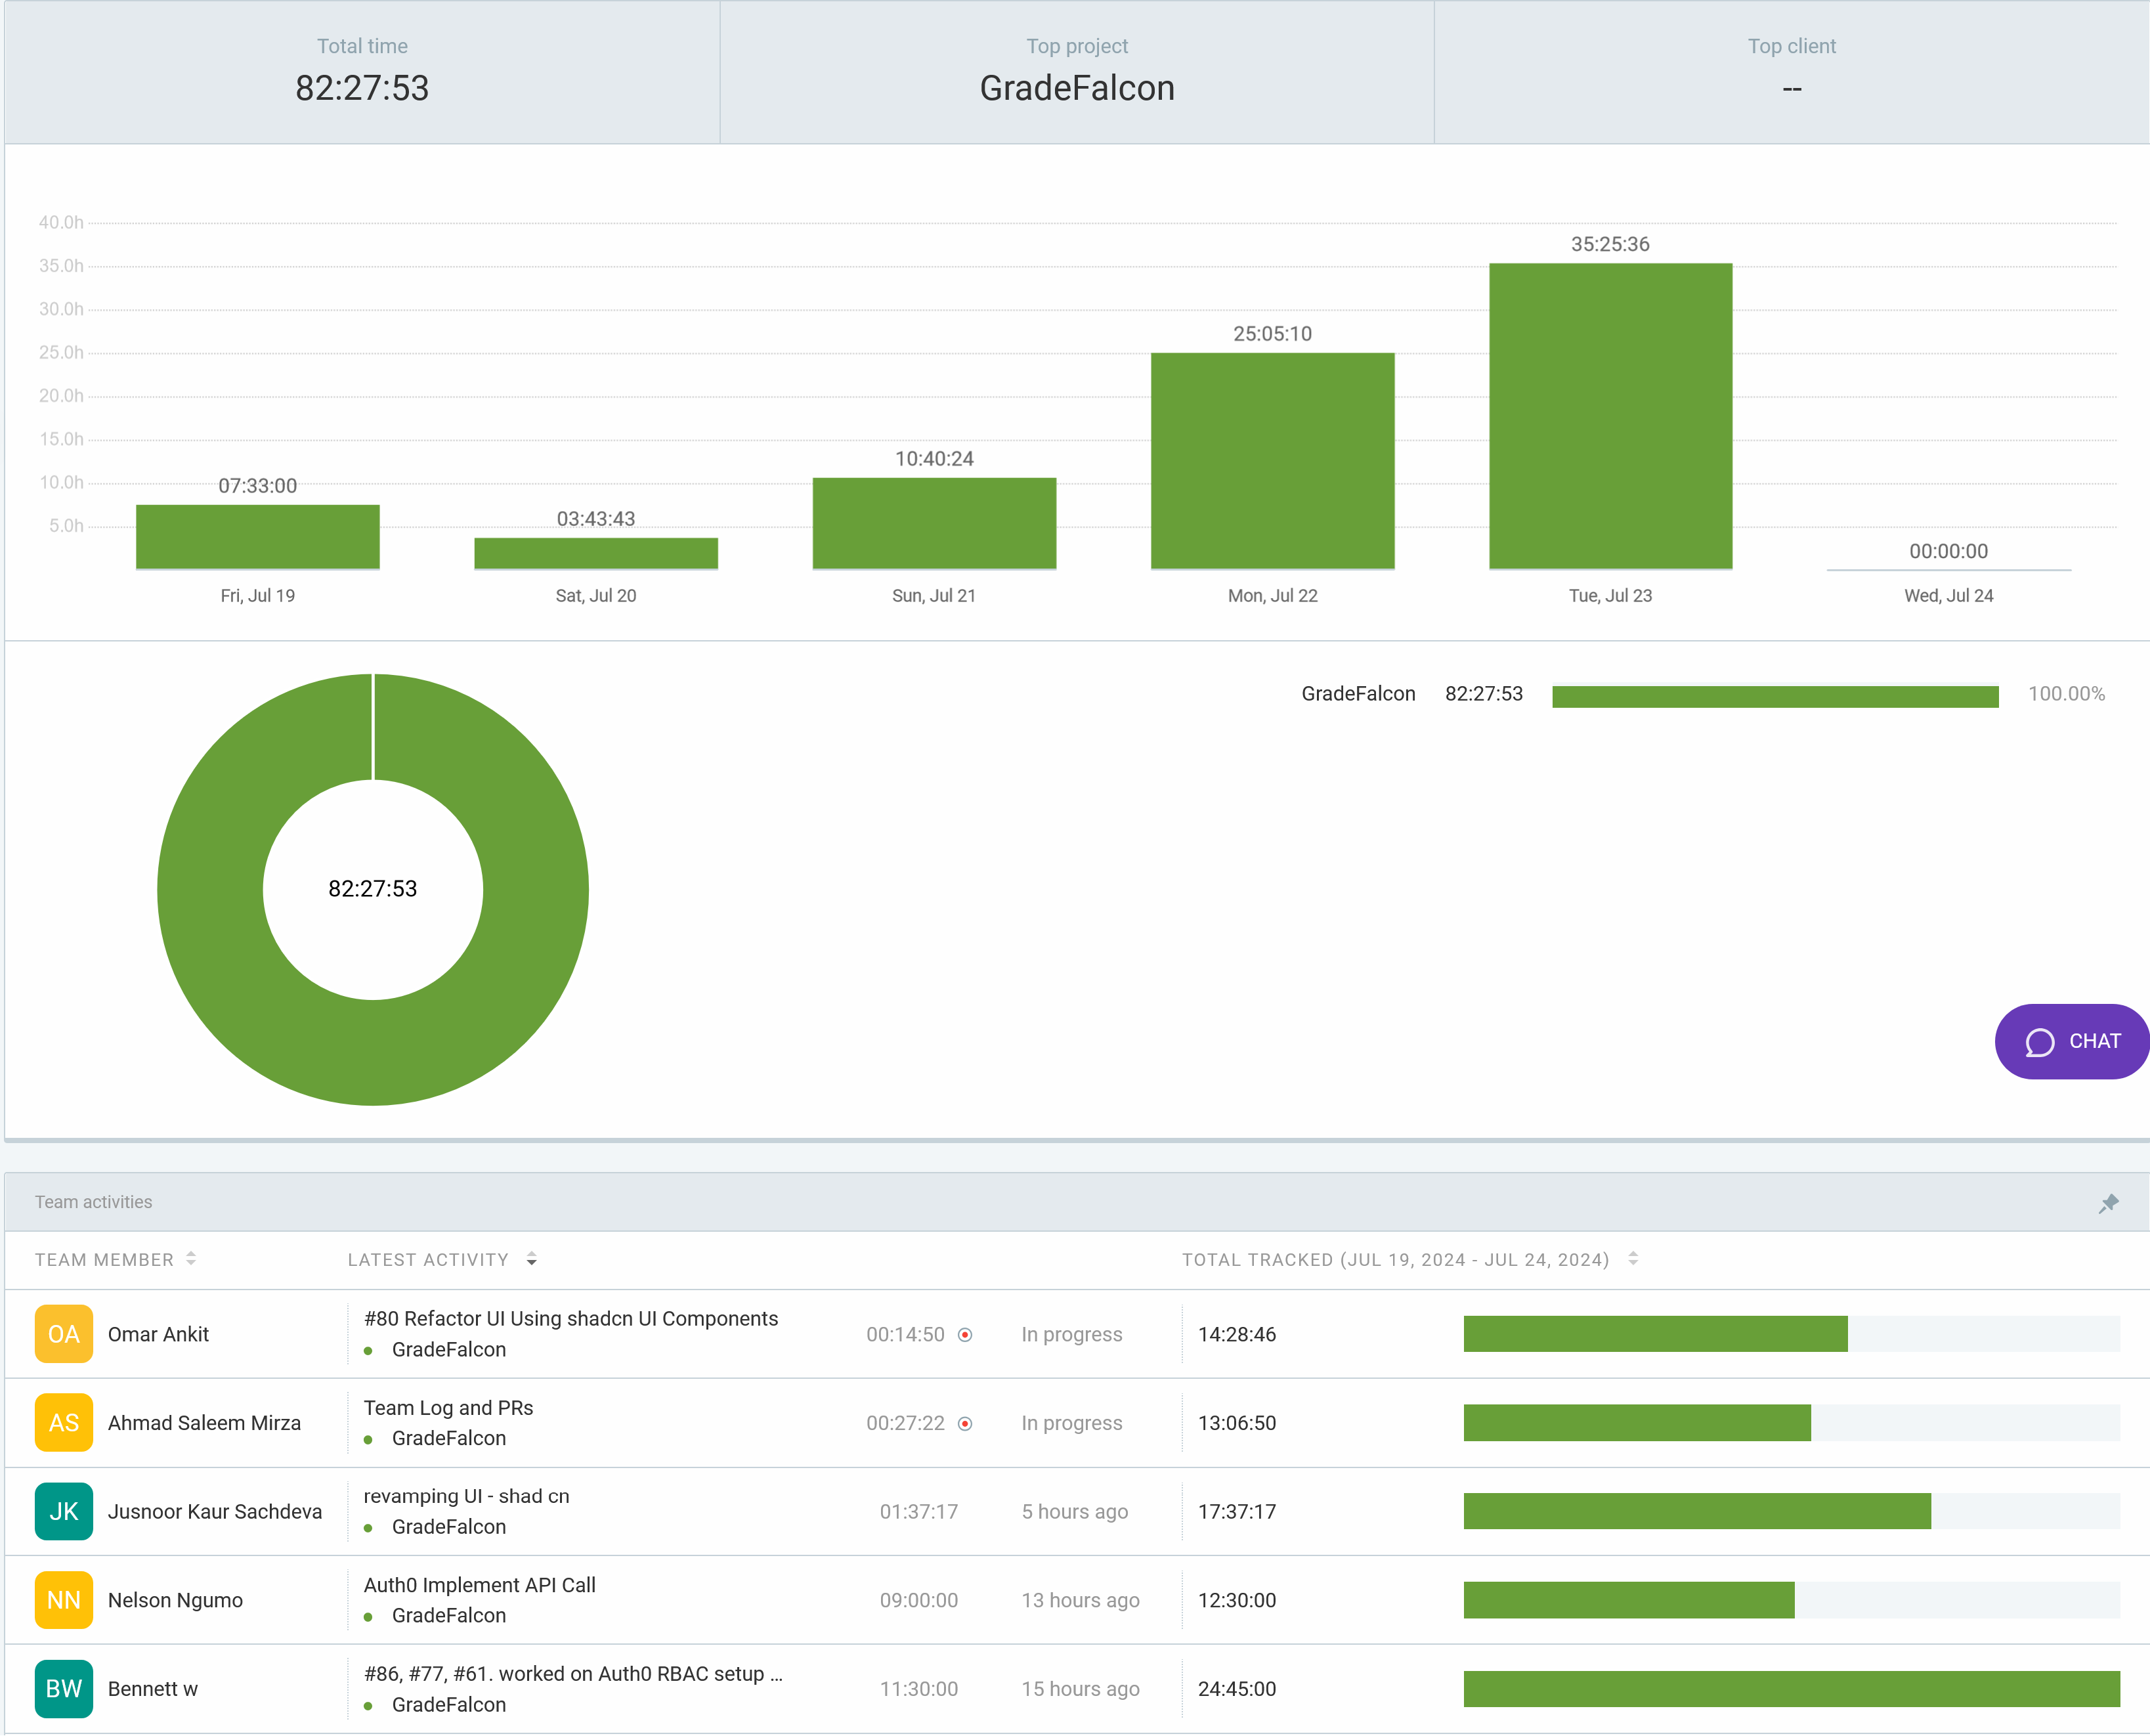 Total time
82:27:53
Top project
GradeFalcon
Top client
--
40.0h
35.0h
30.0h
25.0h
20.0h
15.0h
10.0h
5.0h
07:33:00
03:43:43
10:40:24
25:05:10
35:25:36
00:00:00
Fri, Jul 19
Sat, Jul 20
Sun, Jul 21
Mon, Jul 22
Tue, Jul 23
Wed, Jul 24
82:27:53
GradeFalcon 82:27:53 100.00%
CHAT
Team activities
TEAM MEMBER LATEST ACTIVITY TOTAL TRACKED (JUL 19, 2024 - JUL 24, 2024)
OA Omar Ankit
#80 Refactor UI Using shadcn UI Components
GradeFalcon
00:14:50 In progress 14:28:46
AS Ahmad Saleem Mirza
Team Log and PRs
GradeFalcon
00:27:22 In progress 13:06:50
JK Jusnoor Kaur Sachdeva
revamping UI - shad cn
GradeFalcon
01:37:17 5 hours ago 17:37:17
NN Nelson Ngumo
Auth0 Implement API Call
GradeFalcon
09:00:00 13 hours ago 12:30:00
BW Bennett w
#86, #77, #61. worked on Auth0 RBAC setup ...
GradeFalcon
11:30:00 15 hours ago 24:45:00